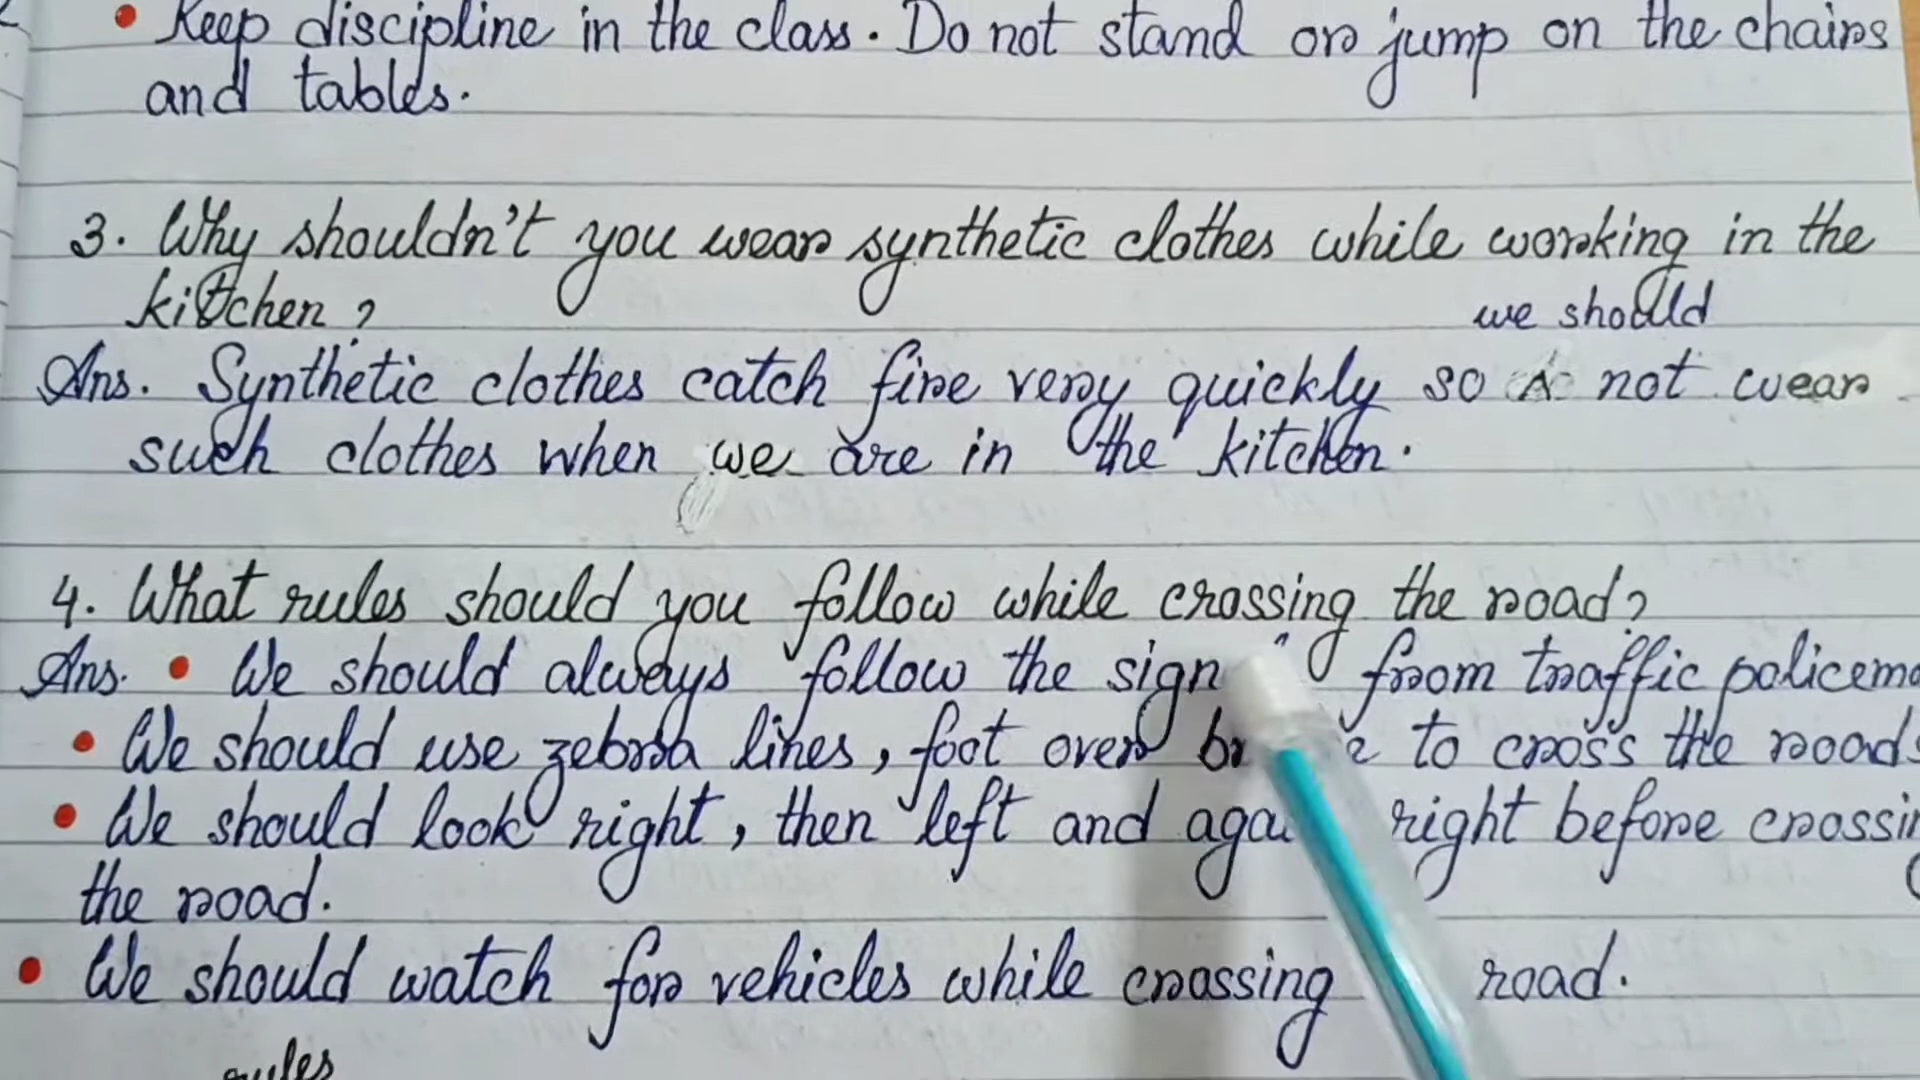 • Keep discipline in the class. Do not stand or jump on the chairs
and tables.
3. Why shouldn't you wear synthetic clothes while working in the
kitchen?
we should
Ans. Synthetic clothes catch fire very quickly so ^ not wear
such clothes when we are in the kitchen.
4. What rules should you follow while crossing the road?
Ans. • We should always follow the from traffic
• We should use zebra lines, foot over to cross the road
• We should look right, then left and right before
the road.
• We should watch for vehicles while crossing road.
rules